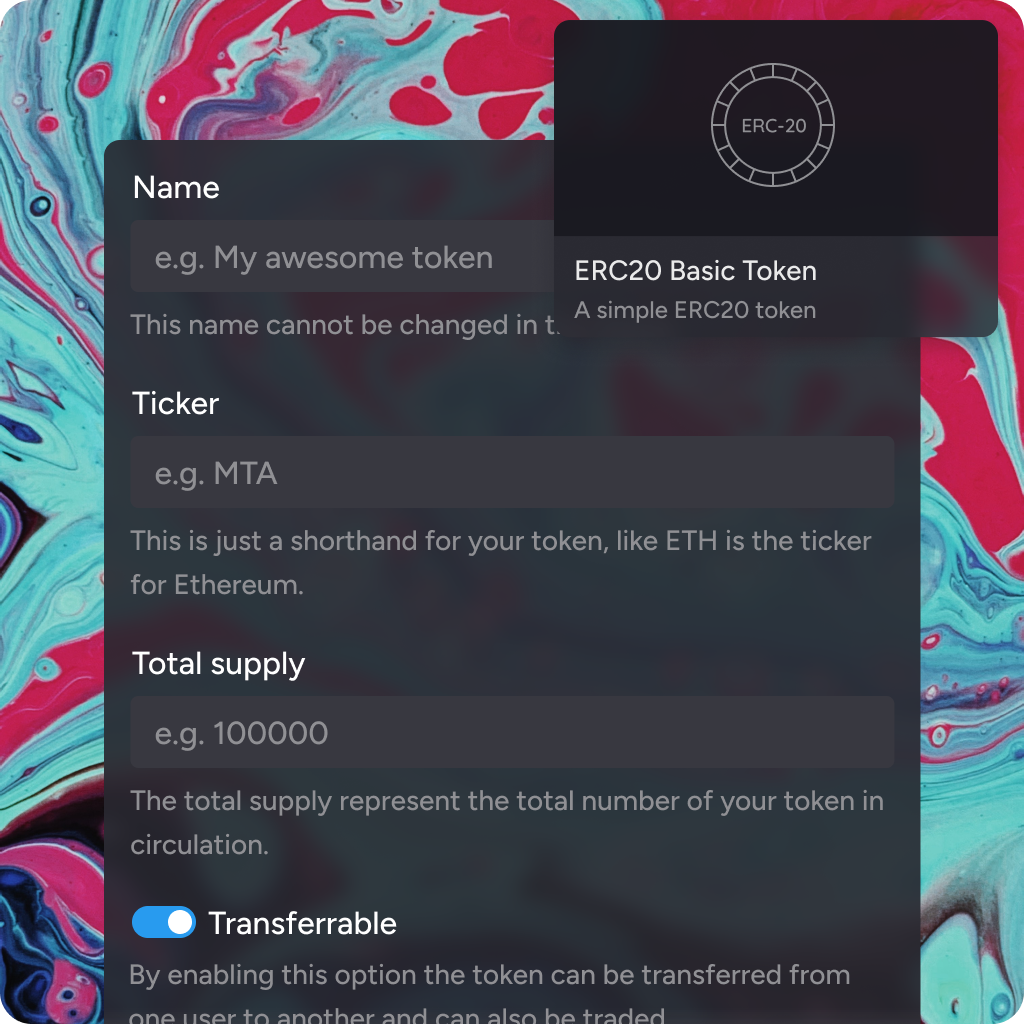 ERC-20
ERC20 Basic Token
A simple ERC20 token
Name
e.g. My awesome token
This name cannot be changed in
Ticker
e.g. MTA
This is just a shorthand for your token, like ETH is the ticker
for Ethereum.
Total supply
e.g. 100000
The total supply represent the total number of your token in
circulation.
Transferrable
By enabling this option the token can be transferred from
one user to another and can also be traded